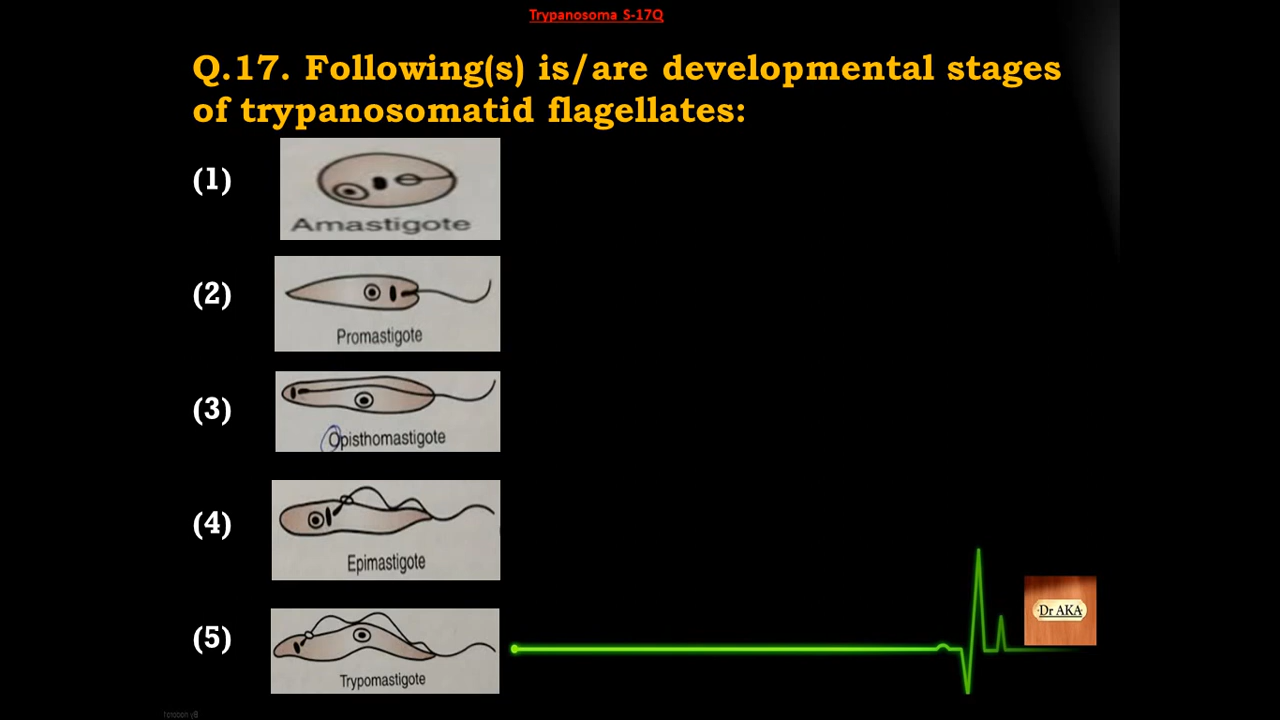 Trypanosoma S-17Q
Q.17. Following(s) is/are developmental stages
of trypanosomatid flagellates:
(1)
Amastigote
(2)
Promastigote
(3)
Opisthomastigote
(4)
Epimastigote
(5)
Trypomastigote
Dr AKA